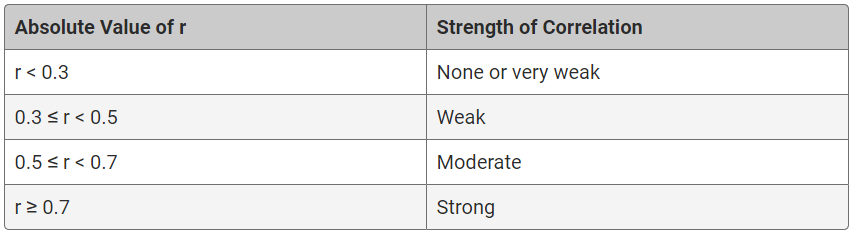 Absolute Value of r Strength of Correlation
r < 0.3 None or very weak
0.3 ≤ r < 0.5 Weak
0.5 ≤ r < 0.7 Moderate
r ≥ 0.7 Strong